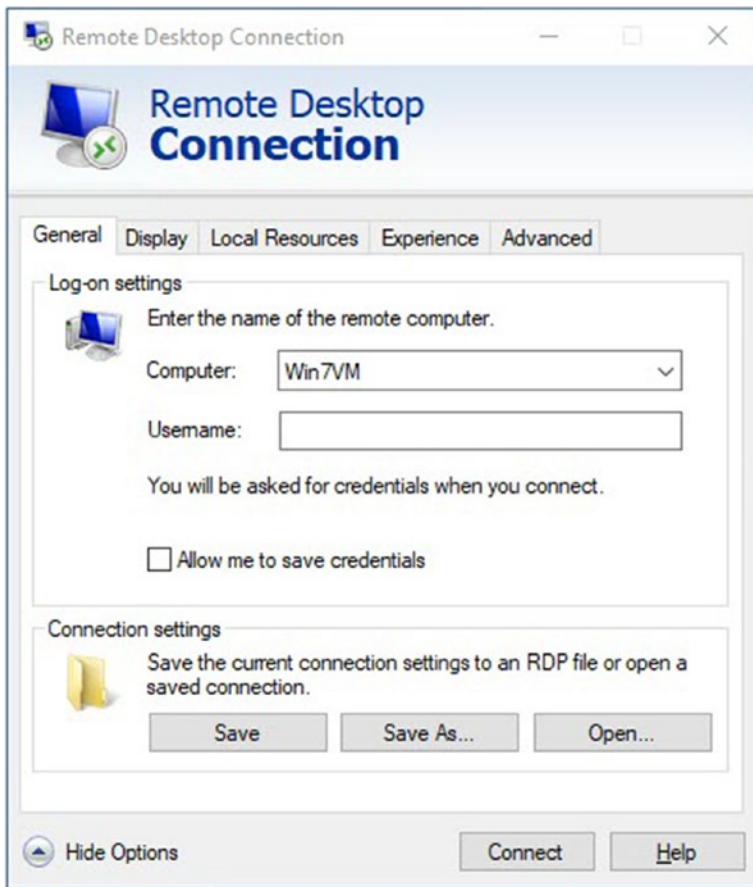 Remote Desktop Connection
Remote Desktop
Connection
General Display Local Resources Experience Advanced
Log-on settings
Enter the name of the remote computer.
Computer: Win7VM
Username:
You will be asked for credentials when you connect.
Allow me to save credentials
Connection settings
Save the current connection settings to an RDP file or open a
saved connection.
Save Save As... Open...
Hide Options Connect Help